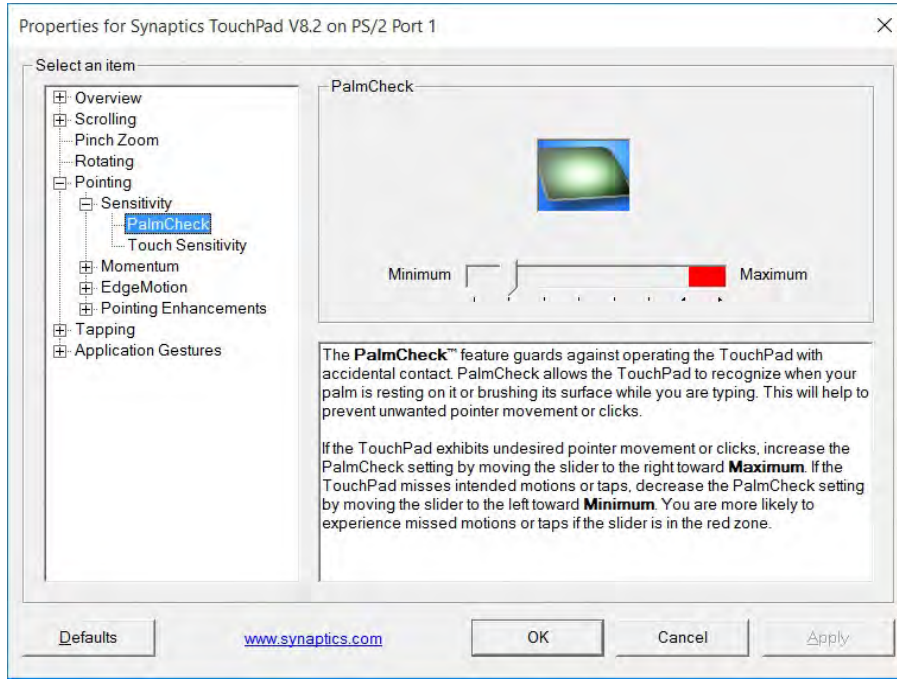 Properties for Synaptics TouchPad V8.2 on PS/2 Port 1
Select an item
Overview
Scrolling
Pinch Zoom
Rotating
Pointing
Sensitivity
PalmCheck
Touch Sensitivity
Momentum
EdgeMotion
Pointing Enhancements
Tapping
Application Gestures
PalmCheck
Minimum
Maximum
The PalmCheck™ feature guards against operating the TouchPad with
accidental contact. PalmCheck allows the TouchPad to recognize when your
palm is resting on it or brushing its surface while you are typing. This will help to
prevent unwanted pointer movement or clicks.
If the TouchPad exhibits undesired pointer movement or clicks, increase the
PalmCheck setting by moving the slider to the right toward Maximum. If the
TouchPad misses intended motions or taps, decrease the PalmCheck setting
by moving the slider to the left toward Minimum. You are more likely to
experience missed motions or taps if the slider is in the red zone.
Defaults
www.synaptics.com
OK
Cancel
Apply